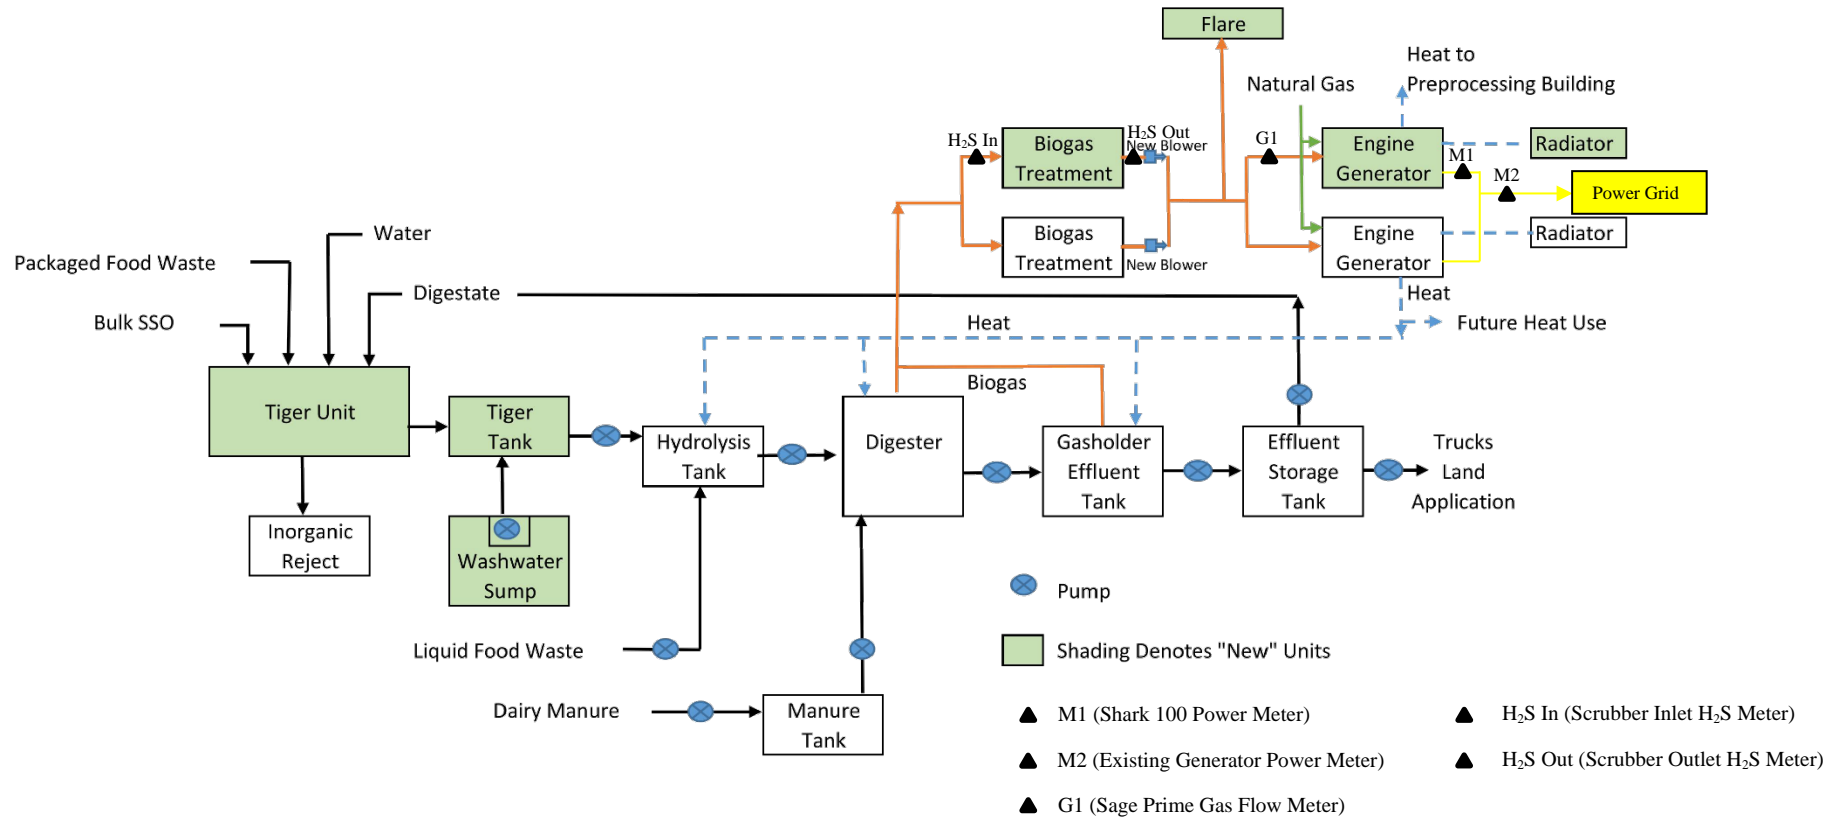 Flare
Heat to
Preprocessing Building
Natural Gas
H₂S In
Biogas
Treatment
H₂S Out
New Blower
G1
Engine
Generator
M1
Radiator
M2
Power Grid
Biogas
Treatment
New Blower
Engine
Generator
Radiator
Water
Packaged Food Waste
Digestate
Heat
Bulk SSO
Heat
Future Heat Use
Biogas
Tiger Unit
Tiger
Tank
Hydrolysis
Tank
Digester
Gasholder
Effluent
Tank
Effluent
Storage
Tank
Trucks
Land
Application
Inorganic
Reject
Washwater
Sump
Pump
Liquid Food Waste
Shading Denotes "New" Units
Dairy Manure
Manure
Tank
M1 (Shark 100 Power Meter)
H₂S In (Scrubber Inlet H₂S Meter)
M2 (Existing Generator Power Meter)
H₂S Out (Scrubber Outlet H₂S Meter)
G1 (Sage Prime Gas Flow Meter)